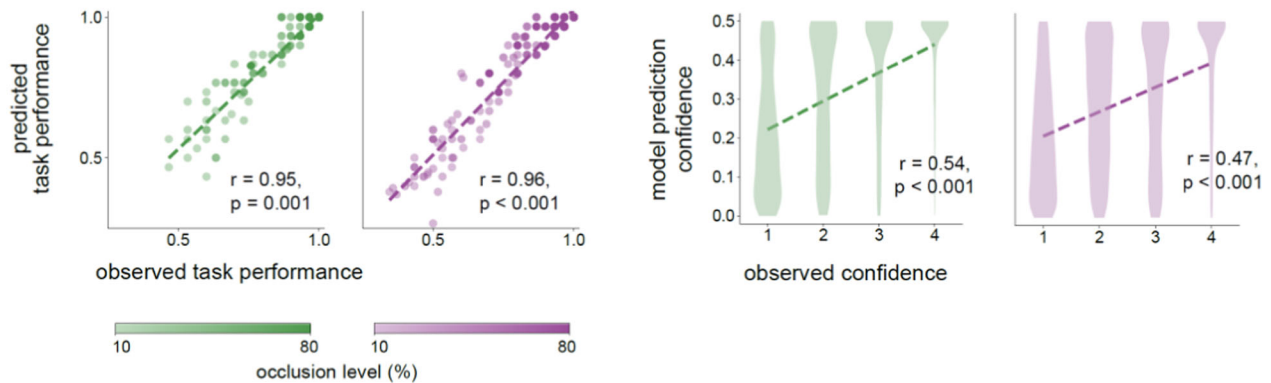 predicted
task performance
1.0
0.5
r = 0.95,
p = 0.001
0.5
1.0
r = 0.96,
p < 0.001
0.5
1.0
observed task performance
10
80
10
80
occlusion level (%)
model prediction
confidence
0.5
0.4
0.3
0.2
0.1
0.0
r = 0.54,
p < 0.001
1 2 3 4
r = 0.47,
p < 0.001
1 2 3 4
observed confidence